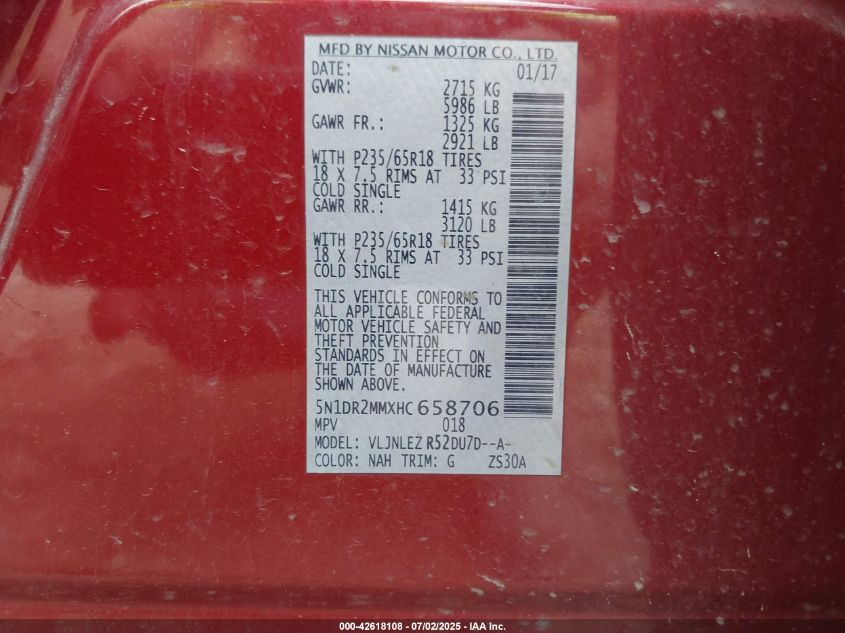 MFD BY NISSAN MOTOR CO., LTD.
DATE: 01/17
GVWR: 2715 KG
5986 LB
GAWR FR.: 1325 KG
2921 LB
WITH P235/65R18 TIRES
18 X 7.5 RIMS AT 33 PSI
COLD SINGLE
GAWR RR.: 1415 KG
3120 LB
WITH P235/65R18 TIRES
18 X 7.5 RIMS AT 33 PSI
COLD SINGLE
THIS VEHICLE CONFORMS TO
ALL APPLICABLE FEDERAL
MOTOR VEHICLE SAFETY AND
THEFT PREVENTION
STANDARDS IN EFFECT ON
THE DATE OF MANUFACTURE
SHOWN ABOVE.
5N1DR2MMXHC658706
MPV 018
MODEL: VLJNLEZ R52DU7D--A-
COLOR: NAH TRIM: G ZS30A
000-42618108 - 07/02/2025 - IAA Inc.